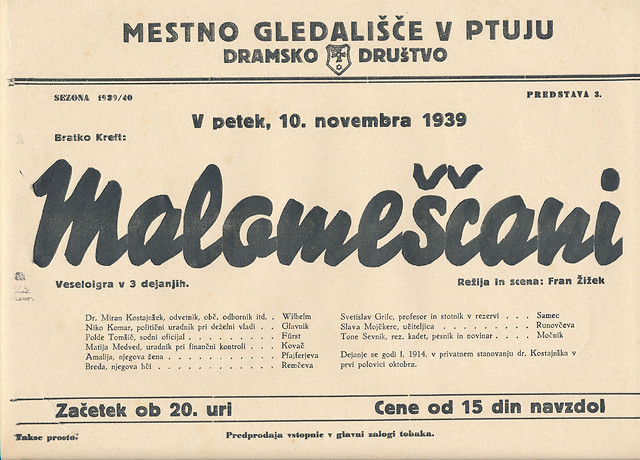 MESTNO GLEDALIŠČE V PTUJU
DRAMSKO DRUŠTVO
SEZONA 1939/40
PREDSTAVA 3.
V petek, 10. novembra 1939
Bratko Kreft:
Malomeščani
Veseloigra v 3 dejanjih.
Režija in scena: Fran Žižek
Dr. Miran Kostajnšek, odvetnik, obč. odbornik itd. . Wilhelm
Niko Komar, politični uradnik pri deželni vladi . . Glavnik
Polde Tomšič, sodni oficijal . . . . . . . . . Fürst
Matija Medved, uradnik pri finančni kontroli . . . . Kovač
Amalija, njegova žena . . . . . . . . . . . Pfajferjeva
Breda, njegova hči . . . . . . . . . . . . Remčeva
Svetislav Grilc, profesor in stotnik v rezervi . . . . Samec
Slava Mojčkere, učiteljica . . . . . . . . . Runovčeva
Tone Sevnik, rez. kadet, pesnik in novinar . . . . Močnik
Dejanje se godi l. 1914. v privatnem stanovanju dr. Kostajnška v
prvi polovici oktobra.
Začetek ob 20. uri
Cene od 15 din navzdol
Takse prosto.
Predprodaja vstopnic v glavni zalogi tobaka.